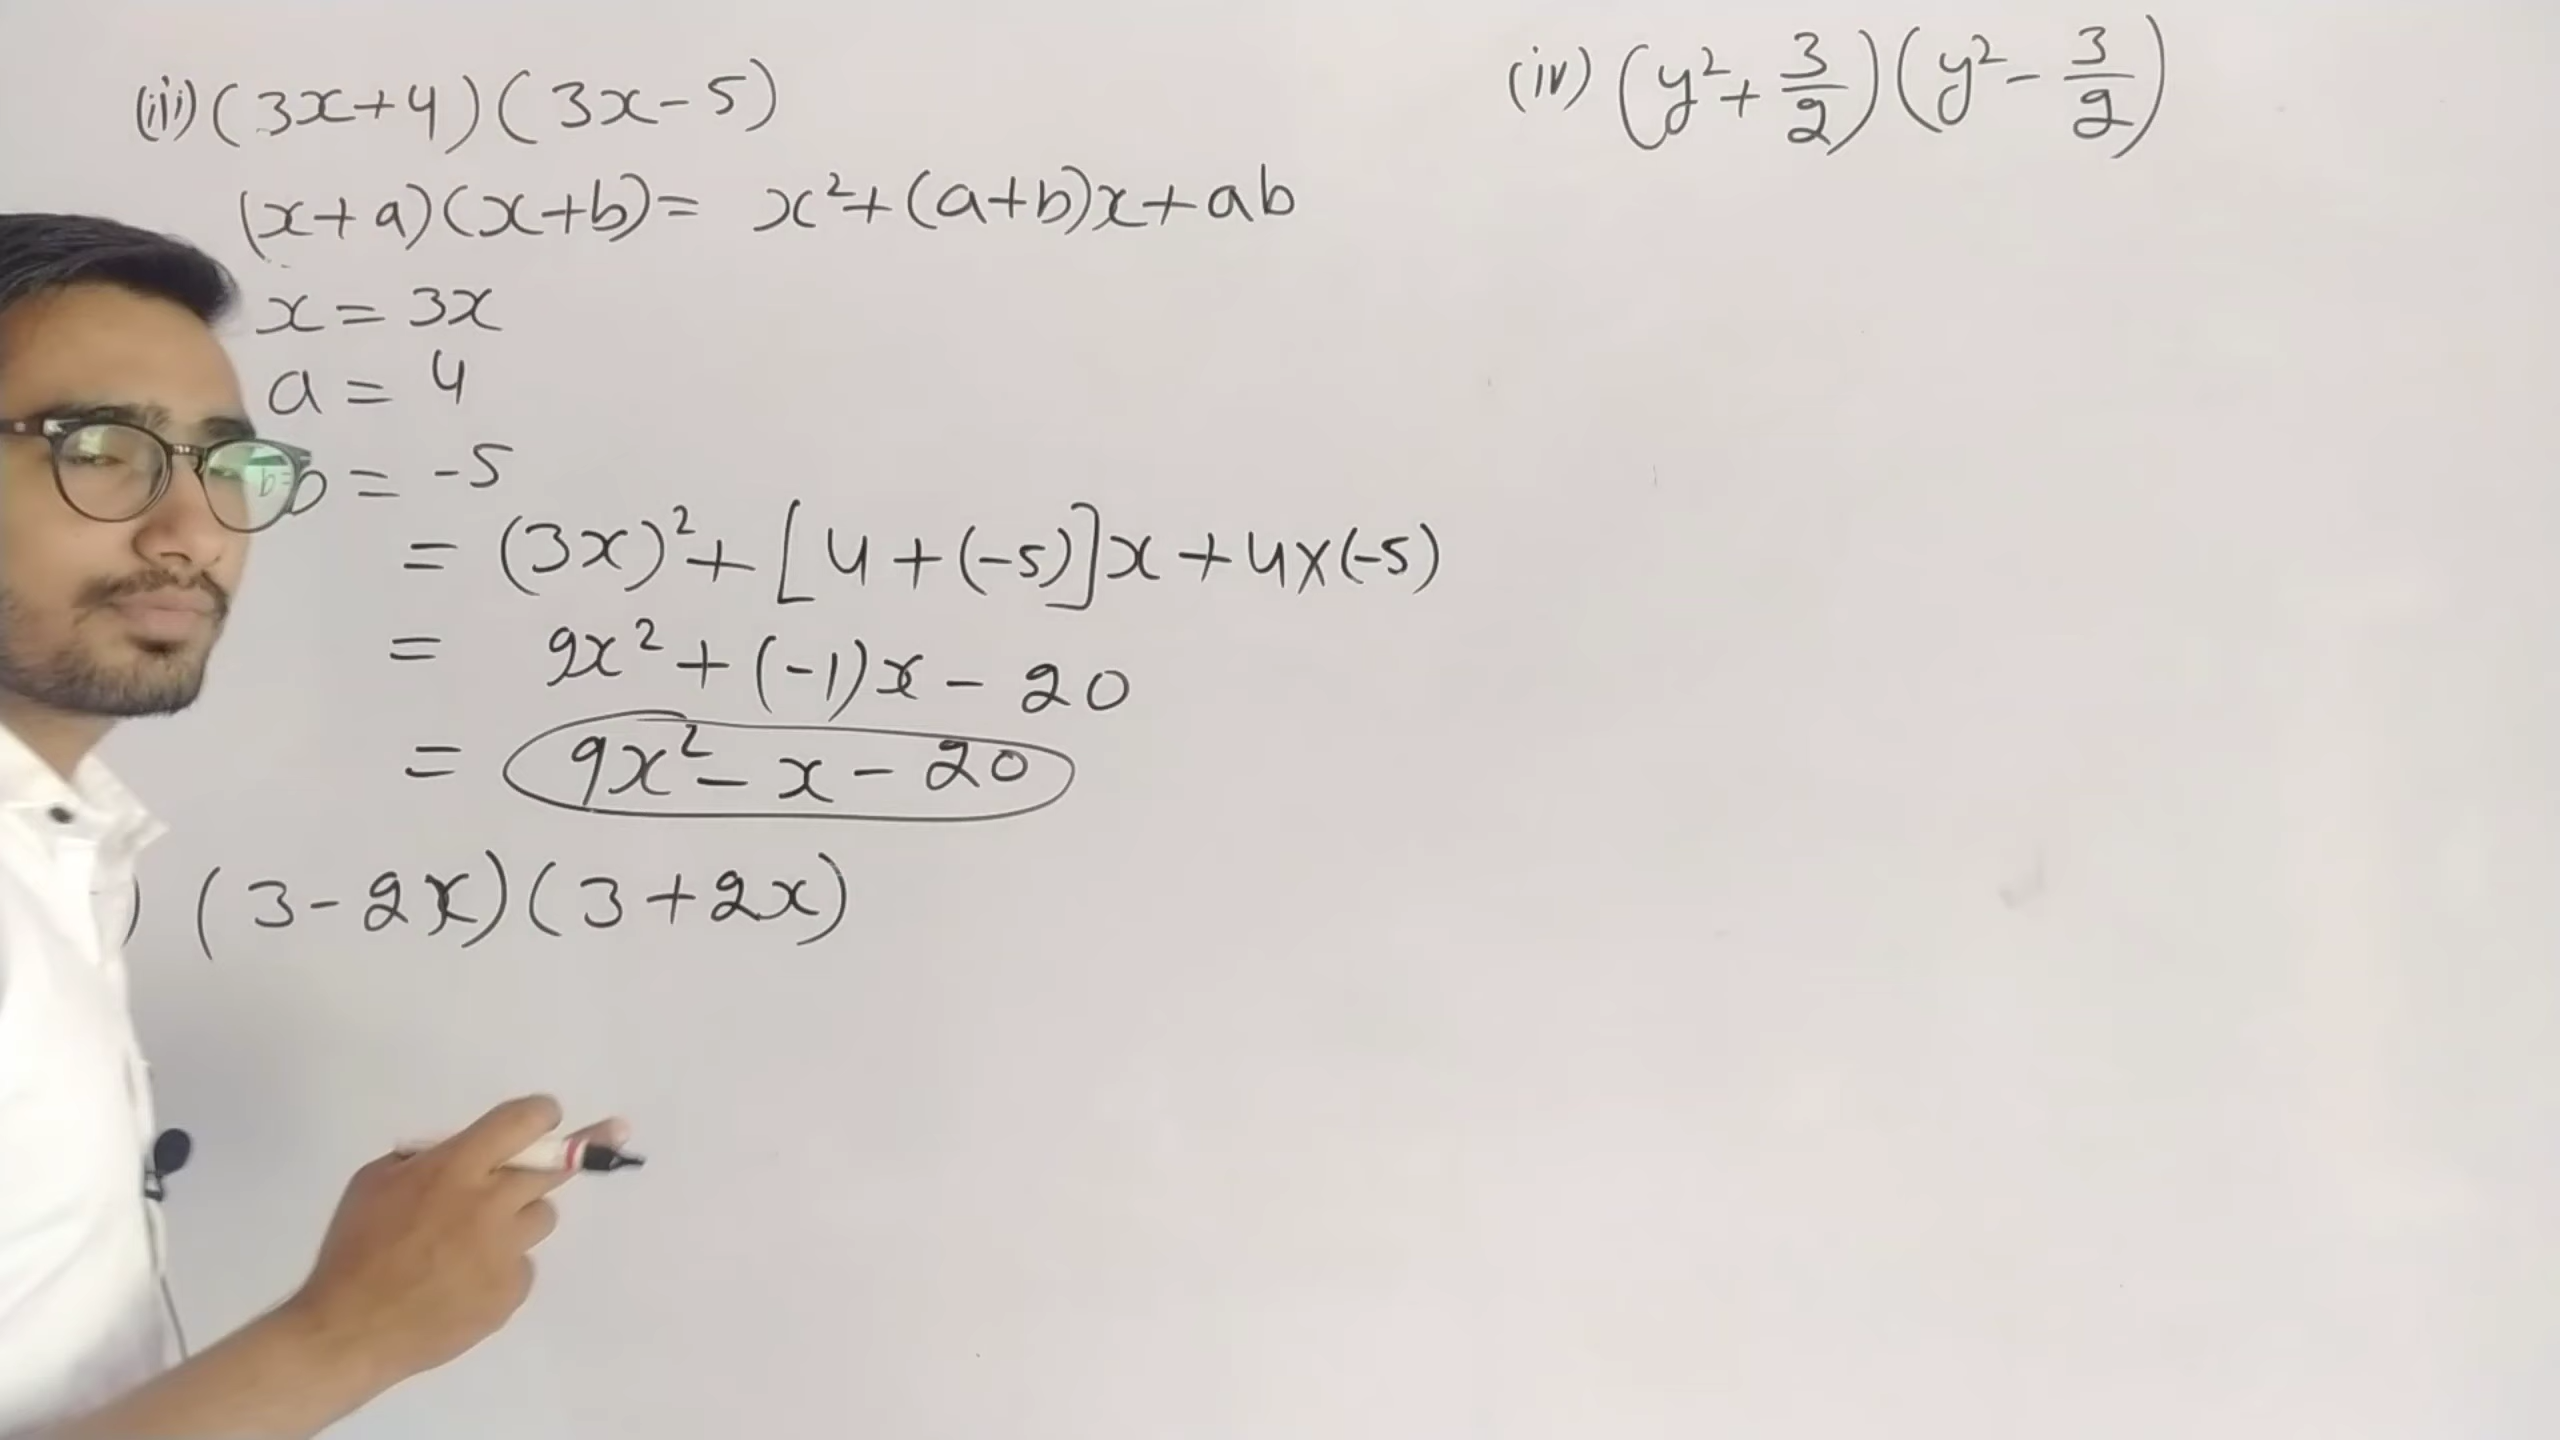 (iii) (3x+4)(3x-5)
(x+a)(x+b)= x²+(a+b)x+ab
x = 3x
a = 4
b = -5
= (3x)²+[4+(-5)]x+4×(-5)
= 9x²+(-1)x-20
= 9x²-x-20
) (3-2x)(3+2x)
(iv) (y²+3/2)(y²-3/2)